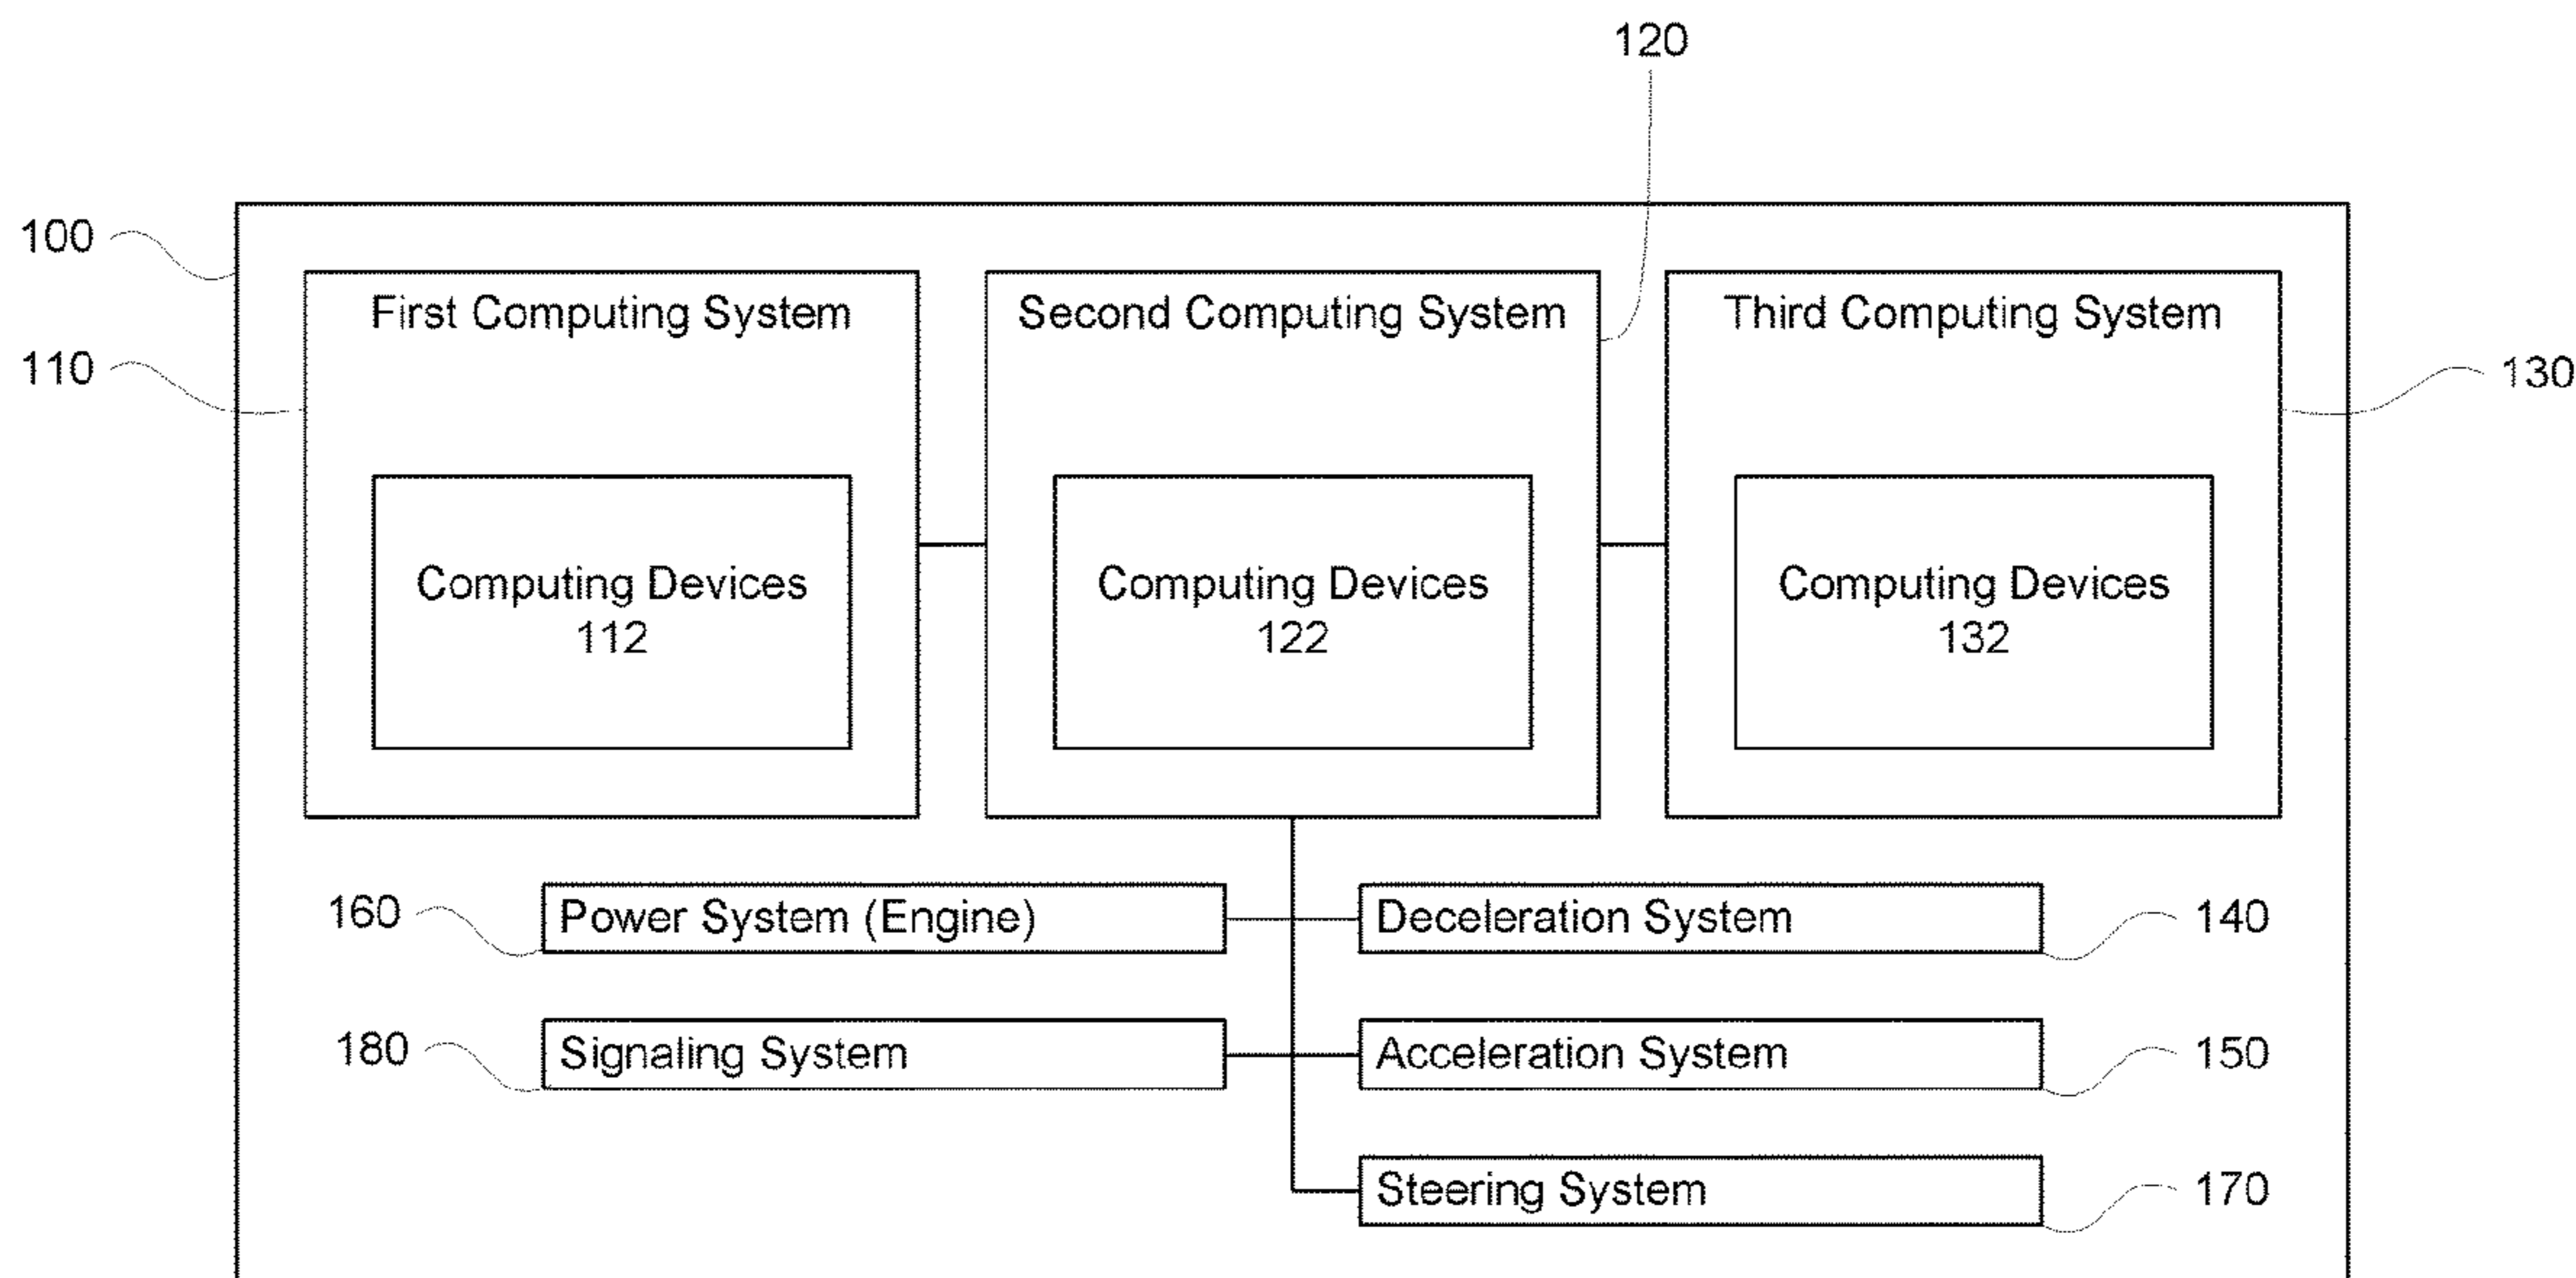 120
100
First Computing System
Second Computing System
Third Computing System
110
130
Computing Devices
112
Computing Devices
122
Computing Devices
132
160
Power System (Engine)
Deceleration System
140
180
Signaling System
Acceleration System
150
Steering System
170